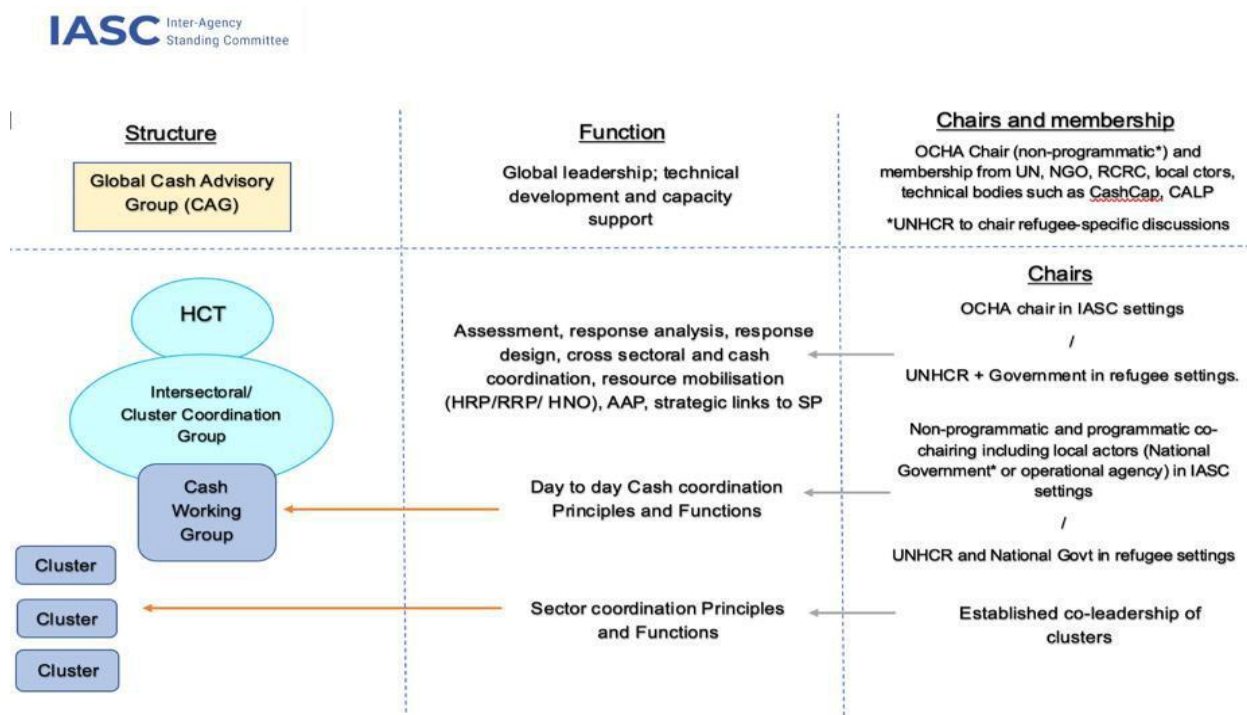 IASC Inter-Agency
Standing Committee
Structure
Function
Chairs and membership
Global Cash Advisory
Group (CAG)
Global leadership; technical
development and capacity
support
OCHA Chair (non-programmatic*) and
membership from UN, NGO, RCRC, local ctors,
technical bodies such as CashCap, CALP
*UNHCR to chair refugee-specific discussions
HCT
Intersectoral/
Cluster Coordination
Group
Cash
Working
Group
Cluster
Cluster
Cluster
Assessment, response analysis, response
design, cross sectoral and cash
coordination, resource mobilisation
(HRP/RRP/ HNO), AAP, strategic links to SP
Day to day Cash coordination
Principles and Functions
Sector coordination Principles
and Functions
Chairs
OCHA chair in IASC settings
/
UNHCR + Government in refugee settings.
Non-programmatic and programmatic co-
chairing including local actors (National
Government* or operational agency) in IASC
settings
/
UNHCR and National Govt in refugee settings
Established co-leadership of
clusters